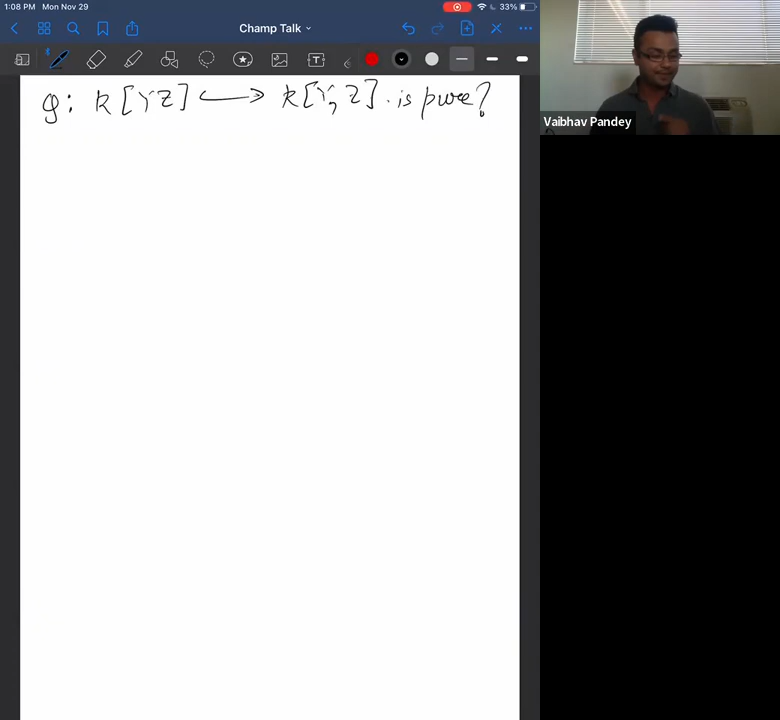 1:08 PM Mon Nov 29
33%
Champ Talk
T
φ: K[YZ] ↪ K[Y, Z]. is pure?
Vaibhav Pandey